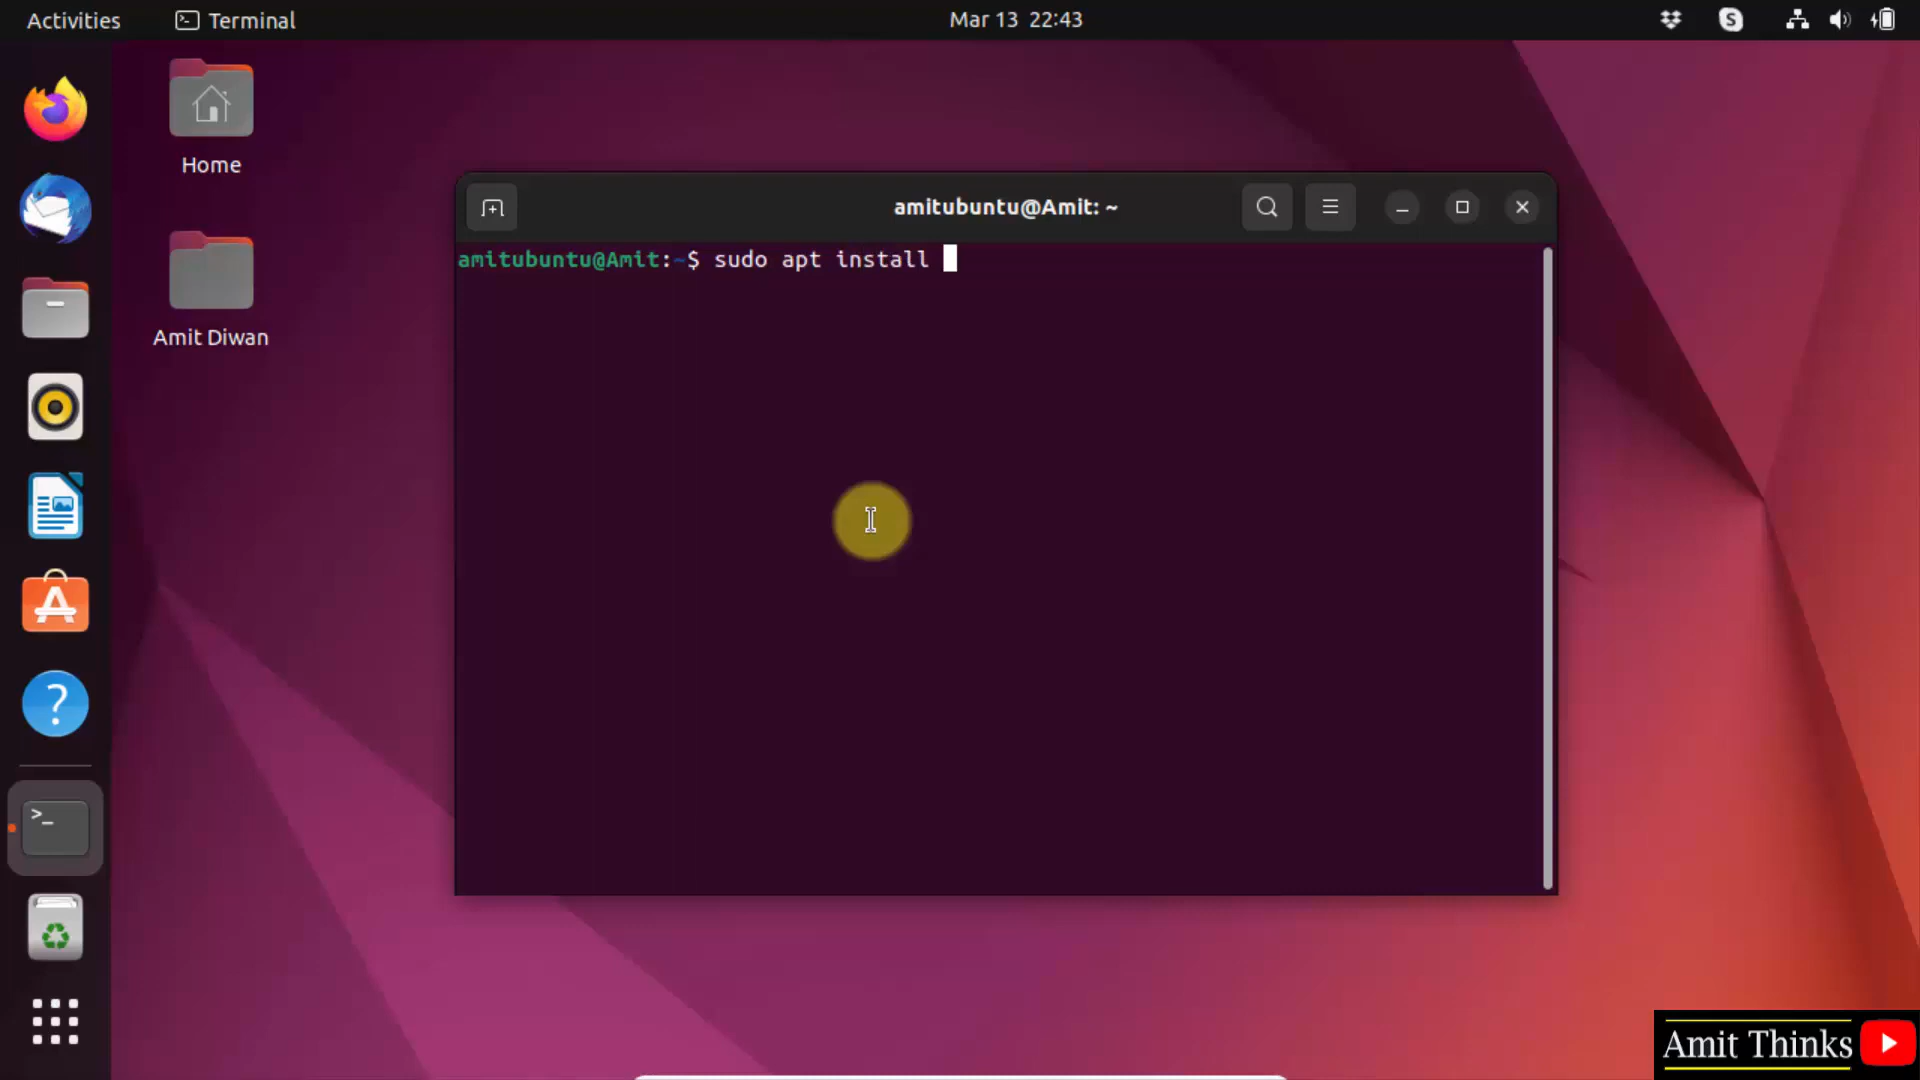 Activities
Terminal
Mar 13 22:43
Home
Amit Diwan
amitubuntu@Amit: ~
amitubuntu@Amit:~$ sudo apt install
Amit Thinks